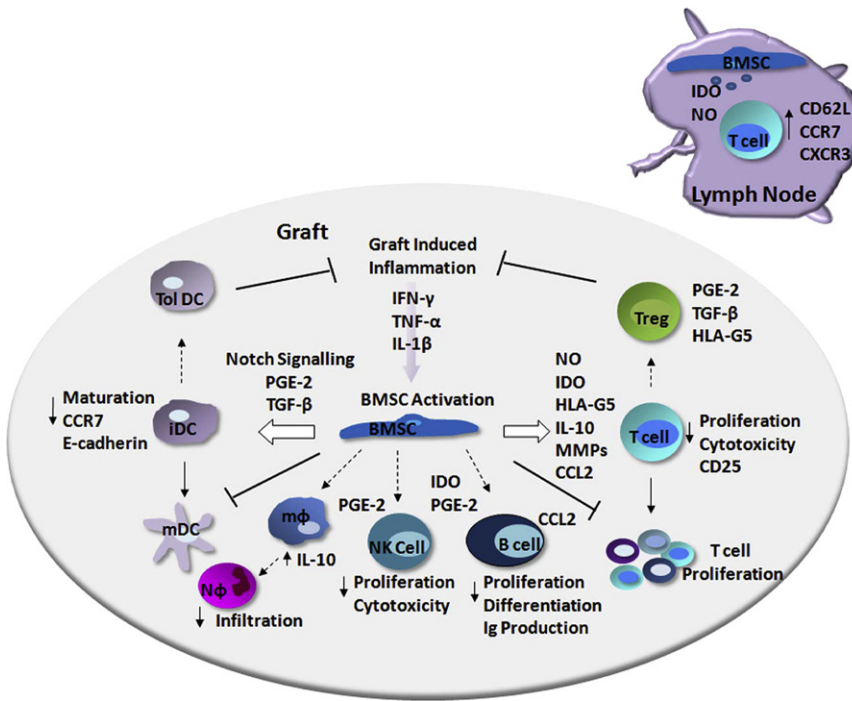 BMSC
IDO
NO
T cell
CD62L
CCR7
CXCR3
Lymph Node
Graft
Graft Induced
Inflammation
IFN-γ
TNF-α
IL-1β
Tol DC
Treg
PGE-2
TGF-β
HLA-G5
Notch Signalling
PGE-2
TGF-β
BMSC Activation
BMSC
NO
IDO
HLA-G5
IL-10
MMPs
CCL2
Maturation
CCR7
E-cadherin
iDC
T cell
Proliferation
Cytotoxicity
CD25
mDC
mϕ
IL-10
Nϕ
Infiltration
PGE-2
NK Cell
Proliferation
Cytotoxicity
IDO
PGE-2
CCL2
B cell
Proliferation
Differentiation
Ig Production
T cell
Proliferation